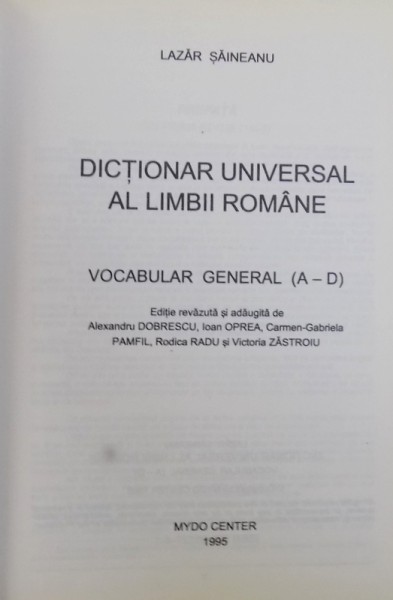 LAZĂR ȘĂINEANU
DICȚIONAR UNIVERSAL
AL LIMBII ROMÂNE
VOCABULAR GENERAL (A – D)
Ediție revăzută și adăugită de
Alexandru DOBRESCU, Ioan OPREA, Carmen-Gabriela
PAMFIL, Rodica RADU și Victoria ZĂSTROIU
MYDO CENTER
1995